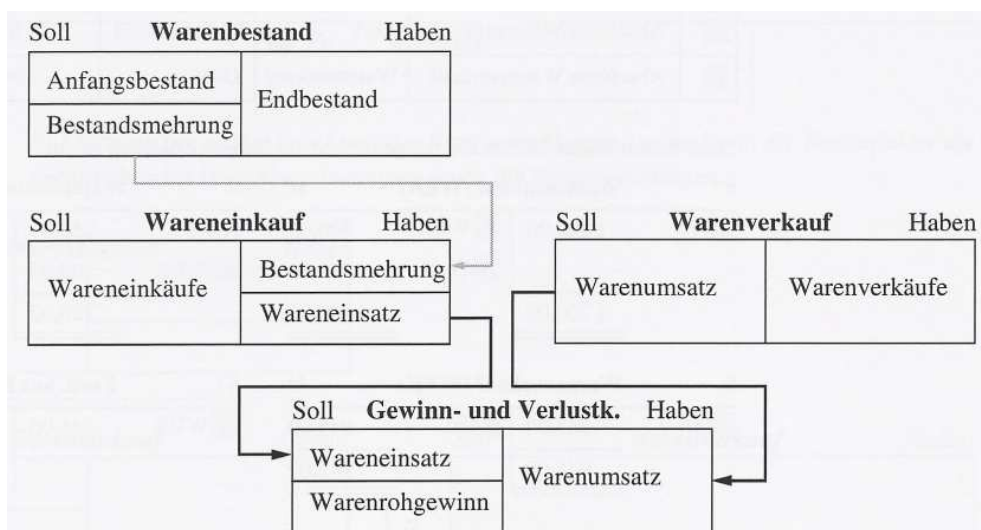 Soll Warenbestand Haben
Anfangsbestand
Endbestand
Bestandsmehrung
Soll Wareneinkauf Haben
Wareneinkäufe
Bestandsmehrung
Wareneinsatz
Soll Warenverkauf Haben
Warenumsatz Warenverkäufe
Soll Gewinn- und Verlustk. Haben
Wareneinsatz
Warenumsatz
Warenrohgewinn